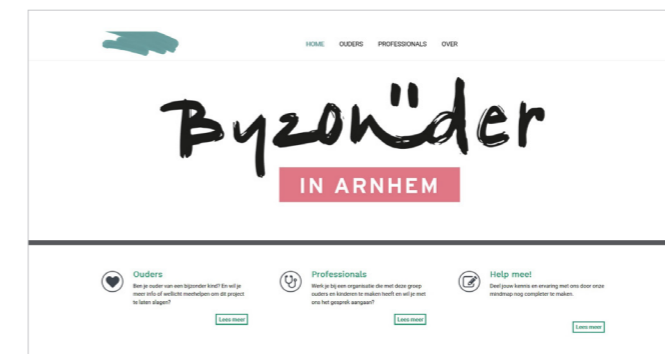 HOME OUDERS PROFESSIONALS OVER
Byzonder
IN ARNHEM
Ouders
Ben je ouder van een bijzonder kind? En wil je
meer info of wellicht meehelpen om dit project
te laten slagen?
Lees meer
Professionals
Werk je bij een organisatie die met deze groep
ouders en kinderen te maken heeft en wil je met
ons het gesprek aangaan?
Lees meer
Help mee!
Deel jouw kennis en ervaring met ons door onze
mindmap nog completer te maken.
Lees meer